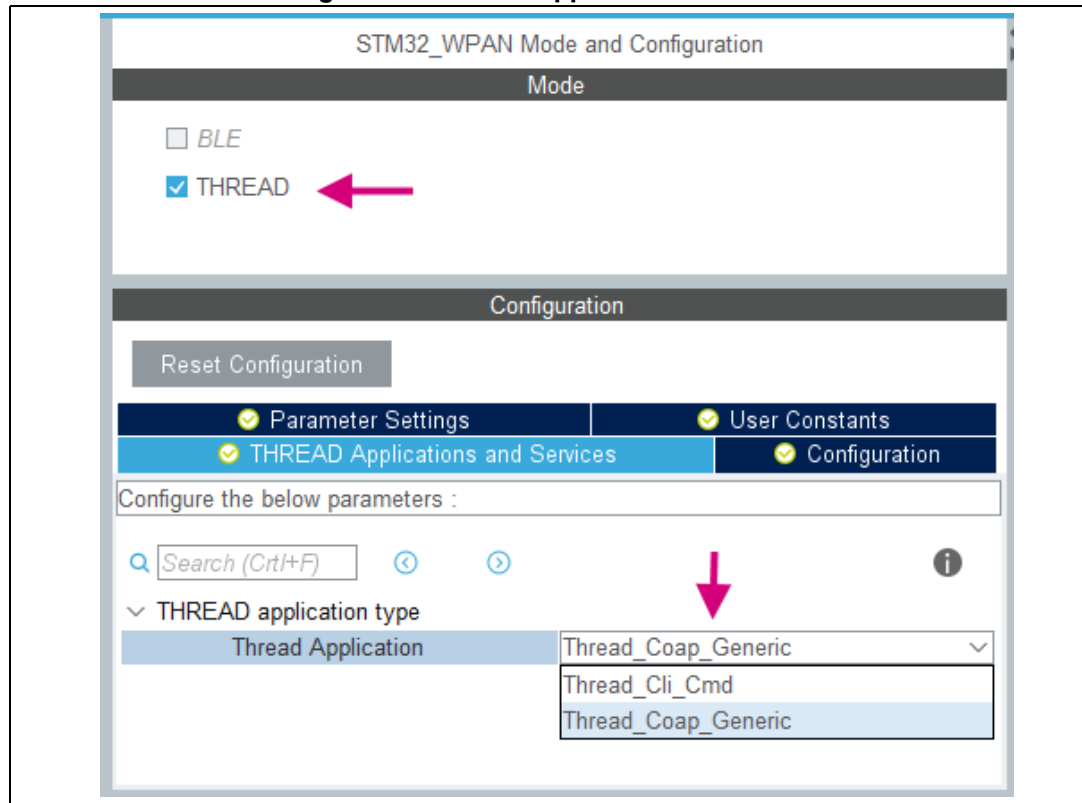 STM32_WPAN Mode and Configuration
Mode
BLE
THREAD
Configuration
Reset Configuration
Parameter Settings
User Constants
THREAD Applications and Services
Configuration
Configure the below parameters :
Search (Crtl+F)
THREAD application type
Thread Application
Thread_Coap_Generic
Thread_Cli_Cmd
Thread_Coap_Generic